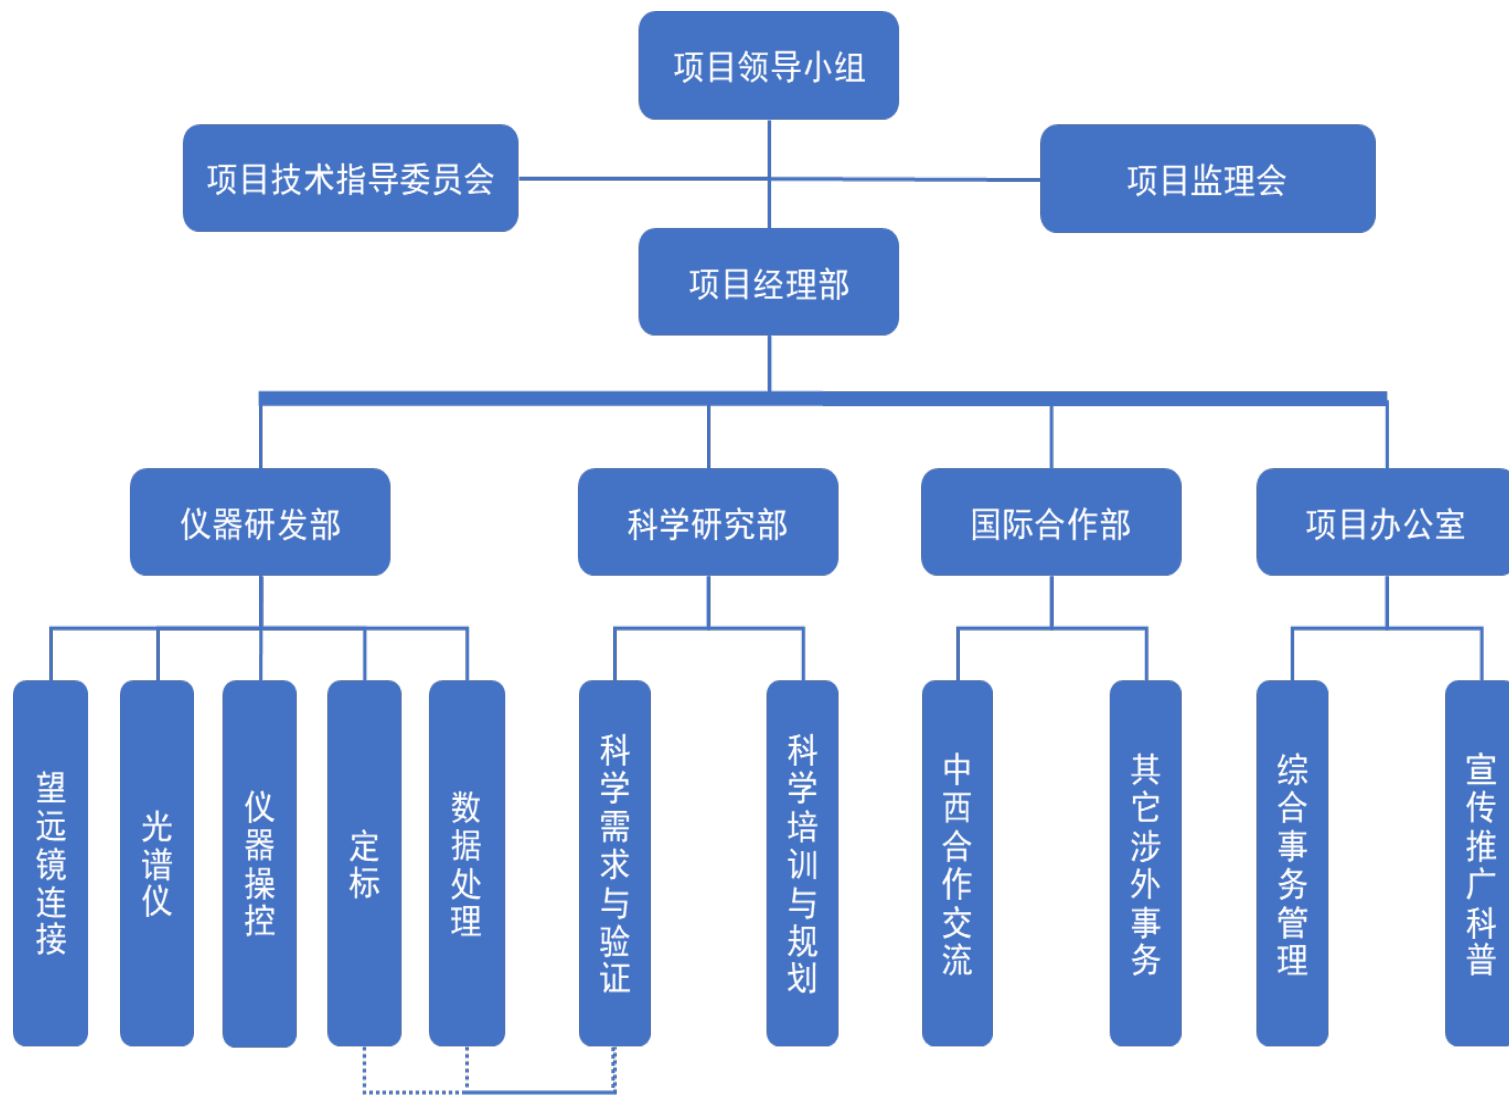 项目领导小组
项目技术指导委员会
项目监理会
项目经理部
仪器研发部
科学研究部
国际合作部
项目办公室
望远镜连接
光谱仪
仪器操控
定标
数据处理
科学需求与验证
科学培训与规划
中西合作交流
其它涉外事务
综合事务管理
宣传推广科普